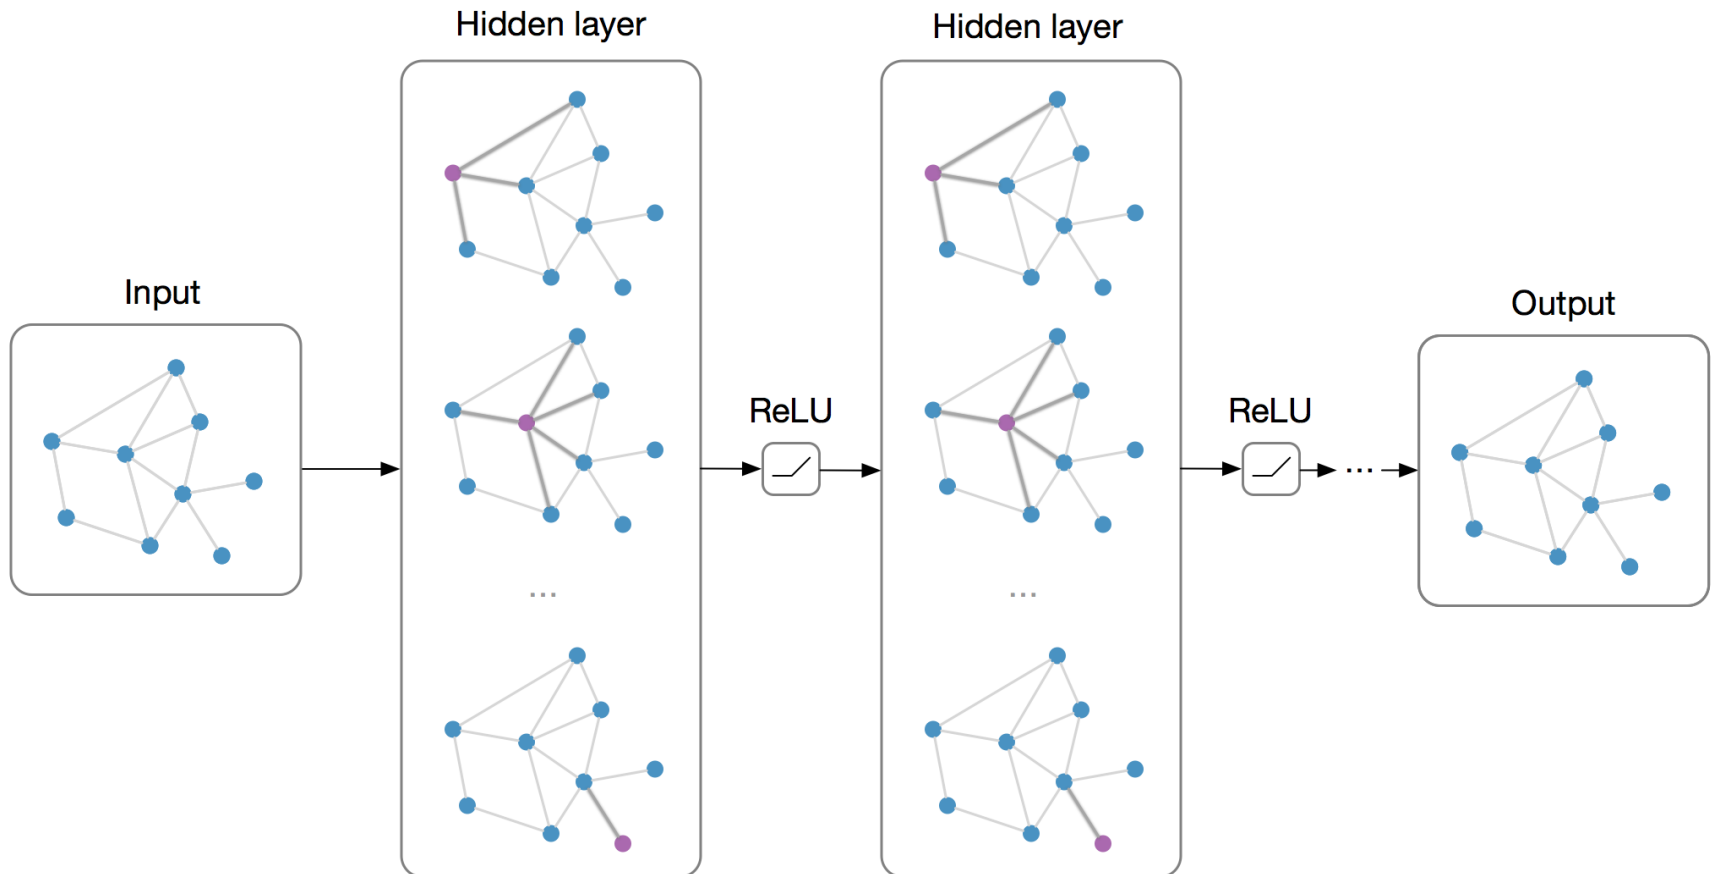 Hidden layer
Hidden layer
Input
Output
ReLU
ReLU
...
...
...